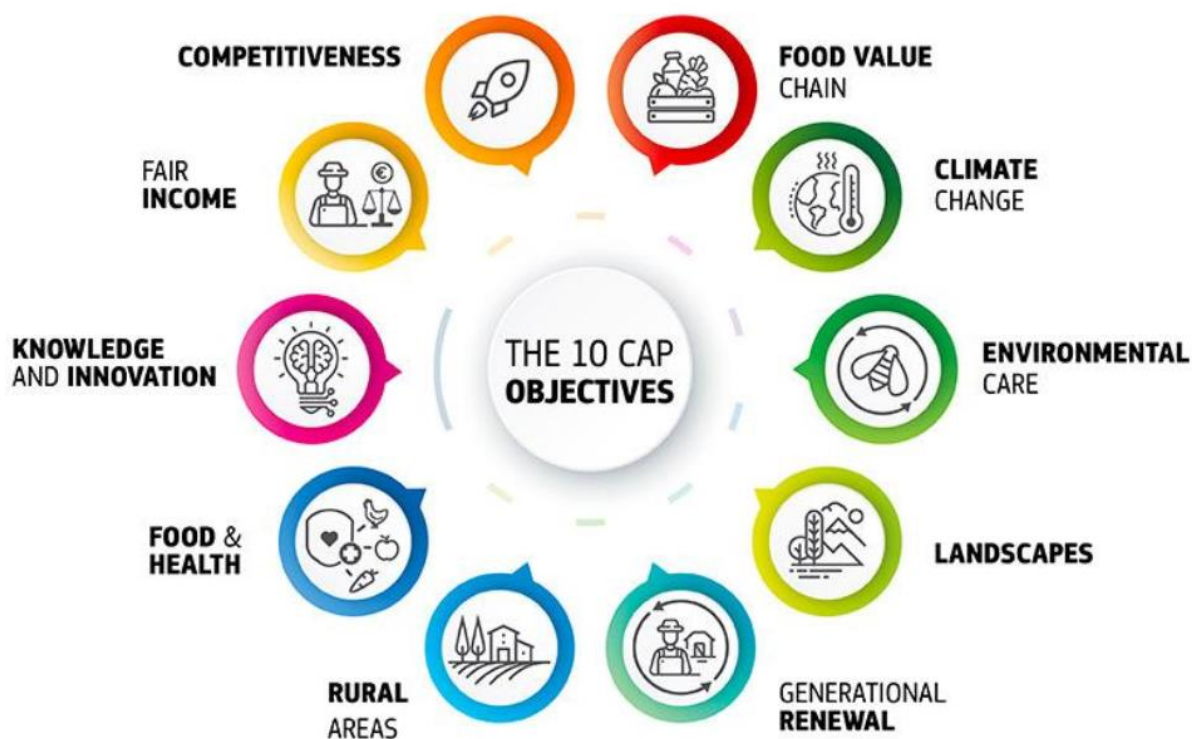 COMPETITIVENESS
FOOD VALUE
CHAIN
FAIR
INCOME
CLIMATE
CHANGE
KNOWLEDGE
AND INNOVATION
THE 10 CAP
OBJECTIVES
ENVIRONMENTAL
CARE
FOOD &
HEALTH
LANDSCAPES
RURAL
AREAS
GENERATIONAL
RENEWAL
€